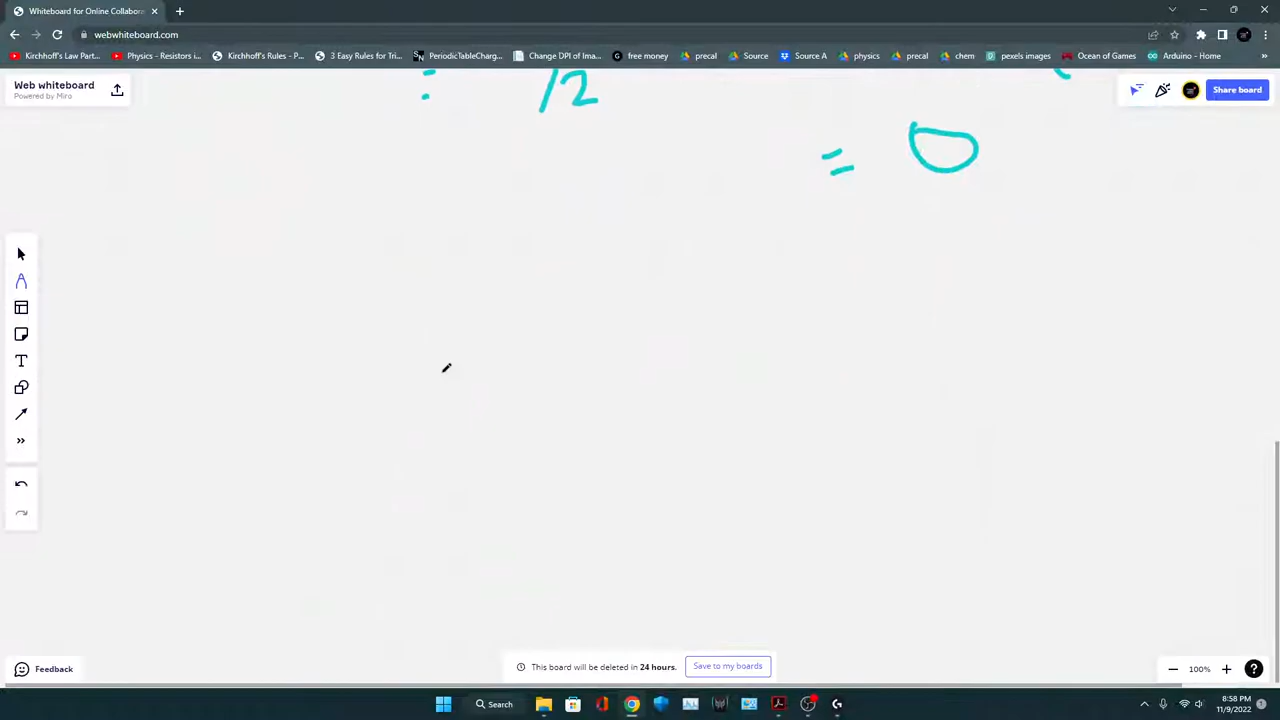 Whiteboard for Online Collabora
webwhiteboard.com
Kirchhoff's Law Part...
Physics - Resistors i...
Kirchhoff's Rules - P...
3 Easy Rules for Tri...
PeriodicTableCharg...
Change DPI of Ima...
free money
precal
Source
Source A
physics
precal
chem
pexels images
Ocean of Games
Arduino - Home
Web whiteboard
Powered by Miro
Share board
12
= 0
Feedback
This board will be deleted in 24 hours.
Save to my boards
100%
Search
8:58 PM
11/9/2022